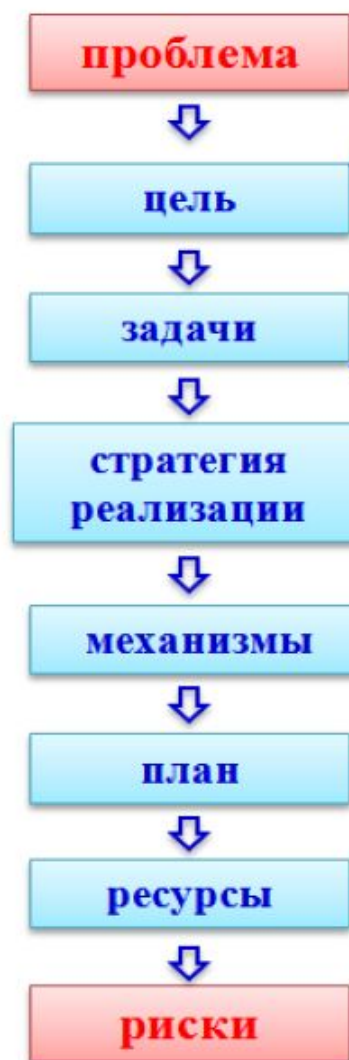 проблема
цель
задачи
стратегия
реализации
механизмы
план
ресурсы
риски